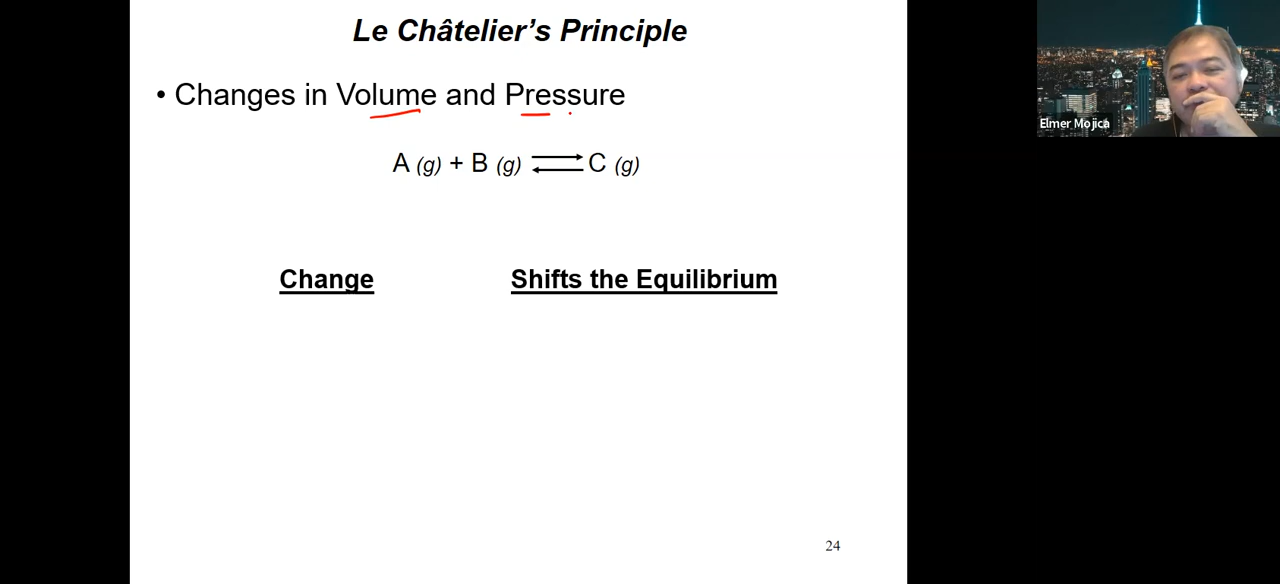 Le Châtelier's Principle
• Changes in Volume and Pressure
A (g) + B (g) ⇌ C (g)
Change Shifts the Equilibrium
24
Elmer Mojica